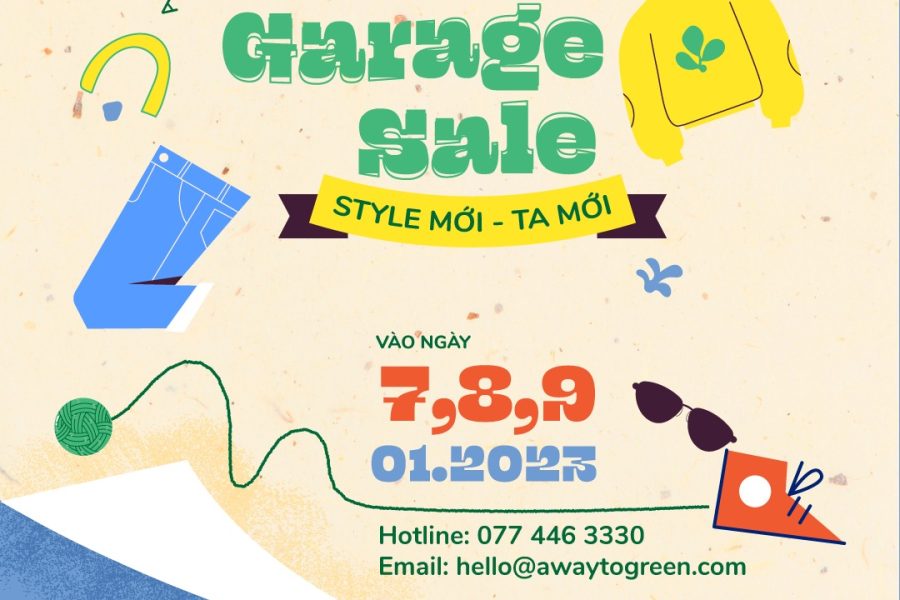 Garage
Sale
STYLE MỚI - TA MỚI
VÀO NGÀY
7,8,9
01.2023
Hotline: 077 446 3330
Email: hello@awaytogreen.com